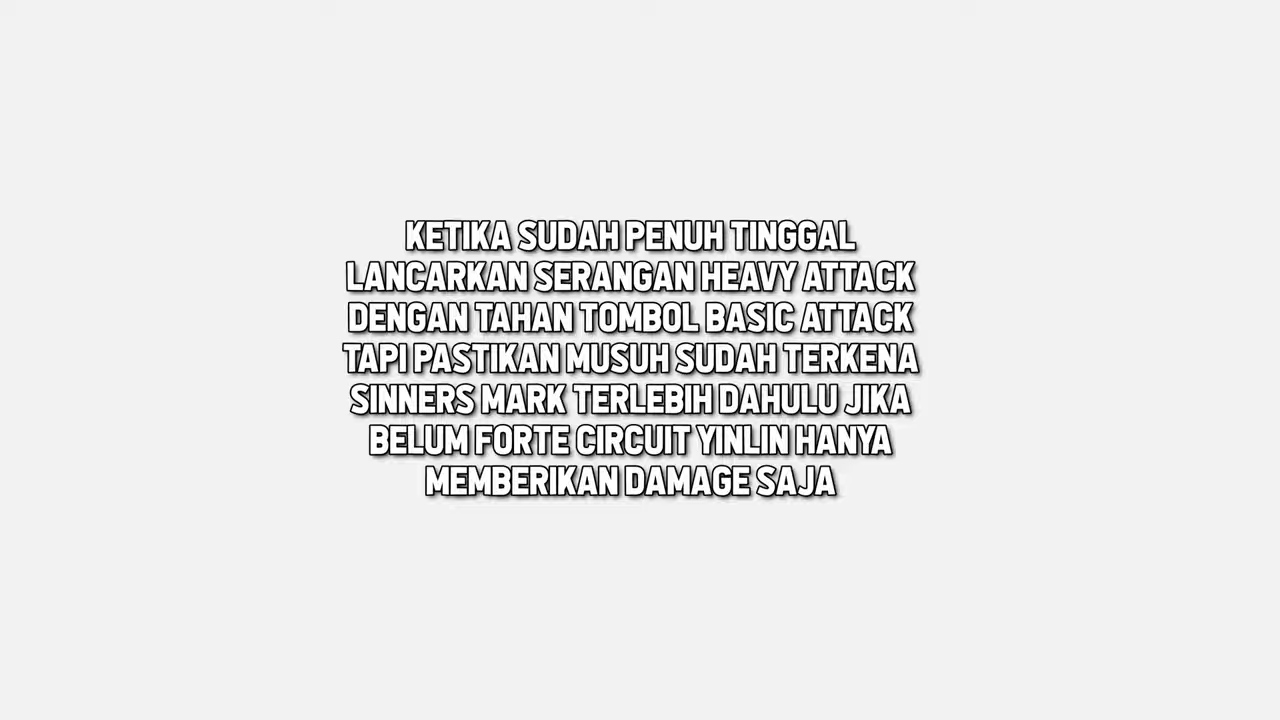 KETIKA SUDAH PENUH TINGGAL
LANCARKAN SERANGAN HEAVY ATTACK
DENGAN TAHAN TOMBOL BASIC ATTACK
TAPI PASTIKAN MUSUH SUDAH TERKENA
SINNERS MARK TERLEBIH DAHULU JIKA
BELUM FORTE CIRCUIT YINLIN HANYA
MEMBERIKAN DAMAGE SAJA